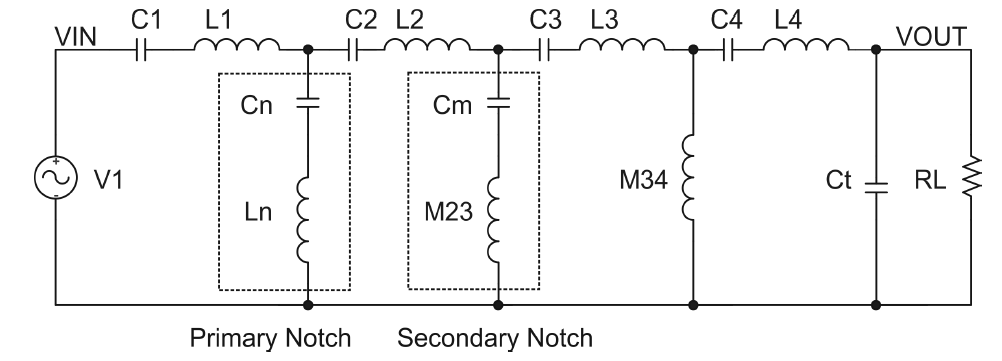 C1 L1 C2 L2 C3 L3 C4 L4
VIN VOUT
Cn Cm
V1 M34 Ct RL
Ln M23
Primary Notch Secondary Notch